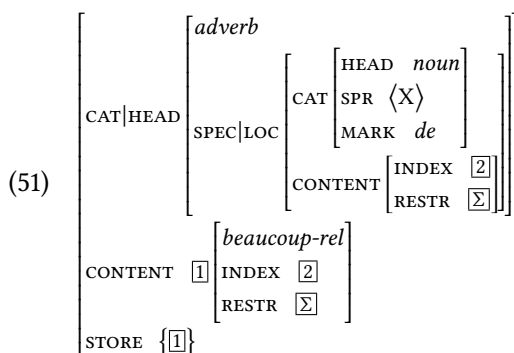 adverb
HEAD noun
CAT SPR ⟨X⟩
CAT|HEAD SPEC|LOC MARK de
CONTENT INDEX 2
RESTR Σ
(51)
beaucoup-rel
CONTENT 1 INDEX 2
RESTR Σ
STORE {1}